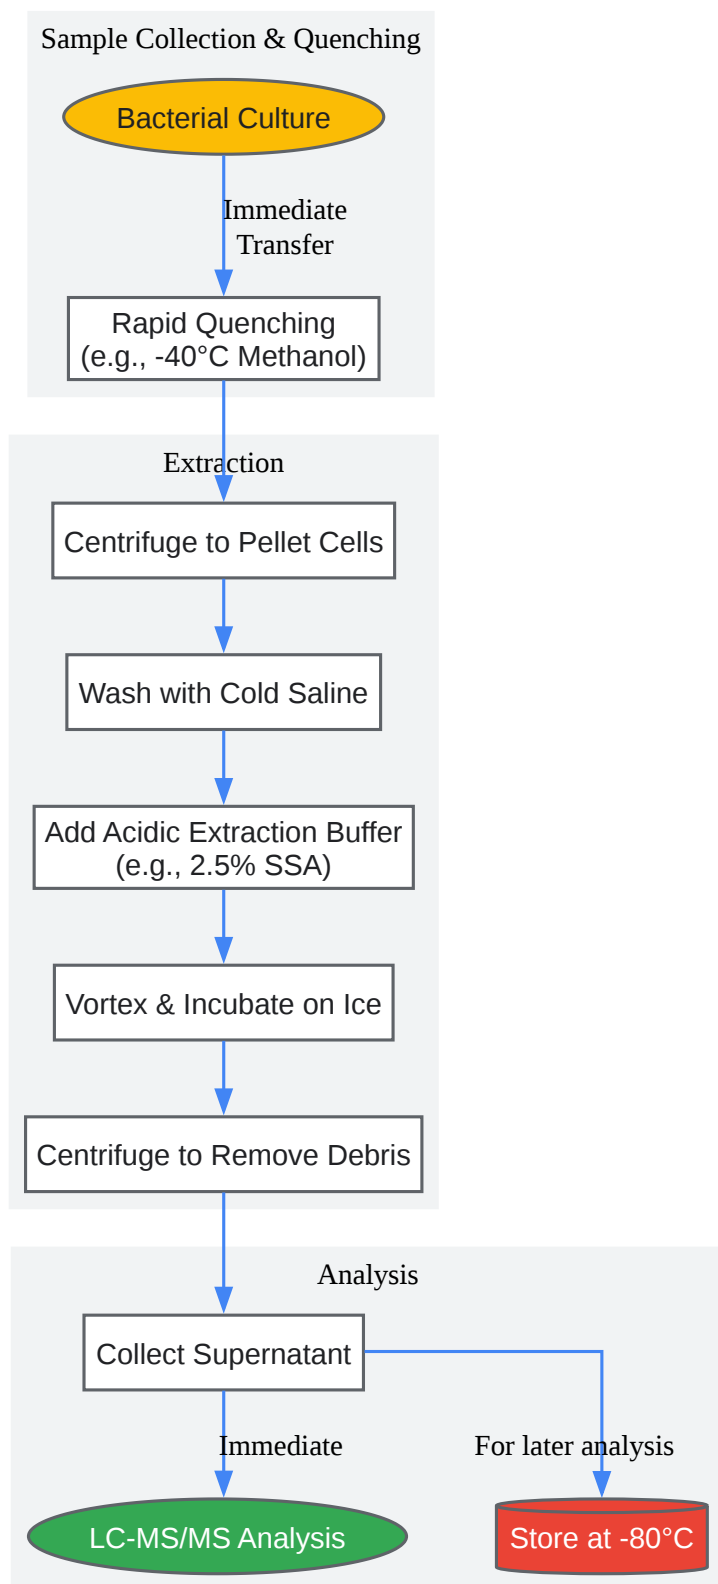 Sample Collection & Quenching
Bacterial Culture
Immediate
Transfer
Rapid Quenching
(e.g., -40°C Methanol)
Extraction
Centrifuge to Pellet Cells
Wash with Cold Saline
Add Acidic Extraction Buffer
(e.g., 2.5% SSA)
Vortex & Incubate on Ice
Centrifuge to Remove Debris
Analysis
Collect Supernatant
Immediate
For later analysis
LC-MS/MS Analysis
Store at -80°C